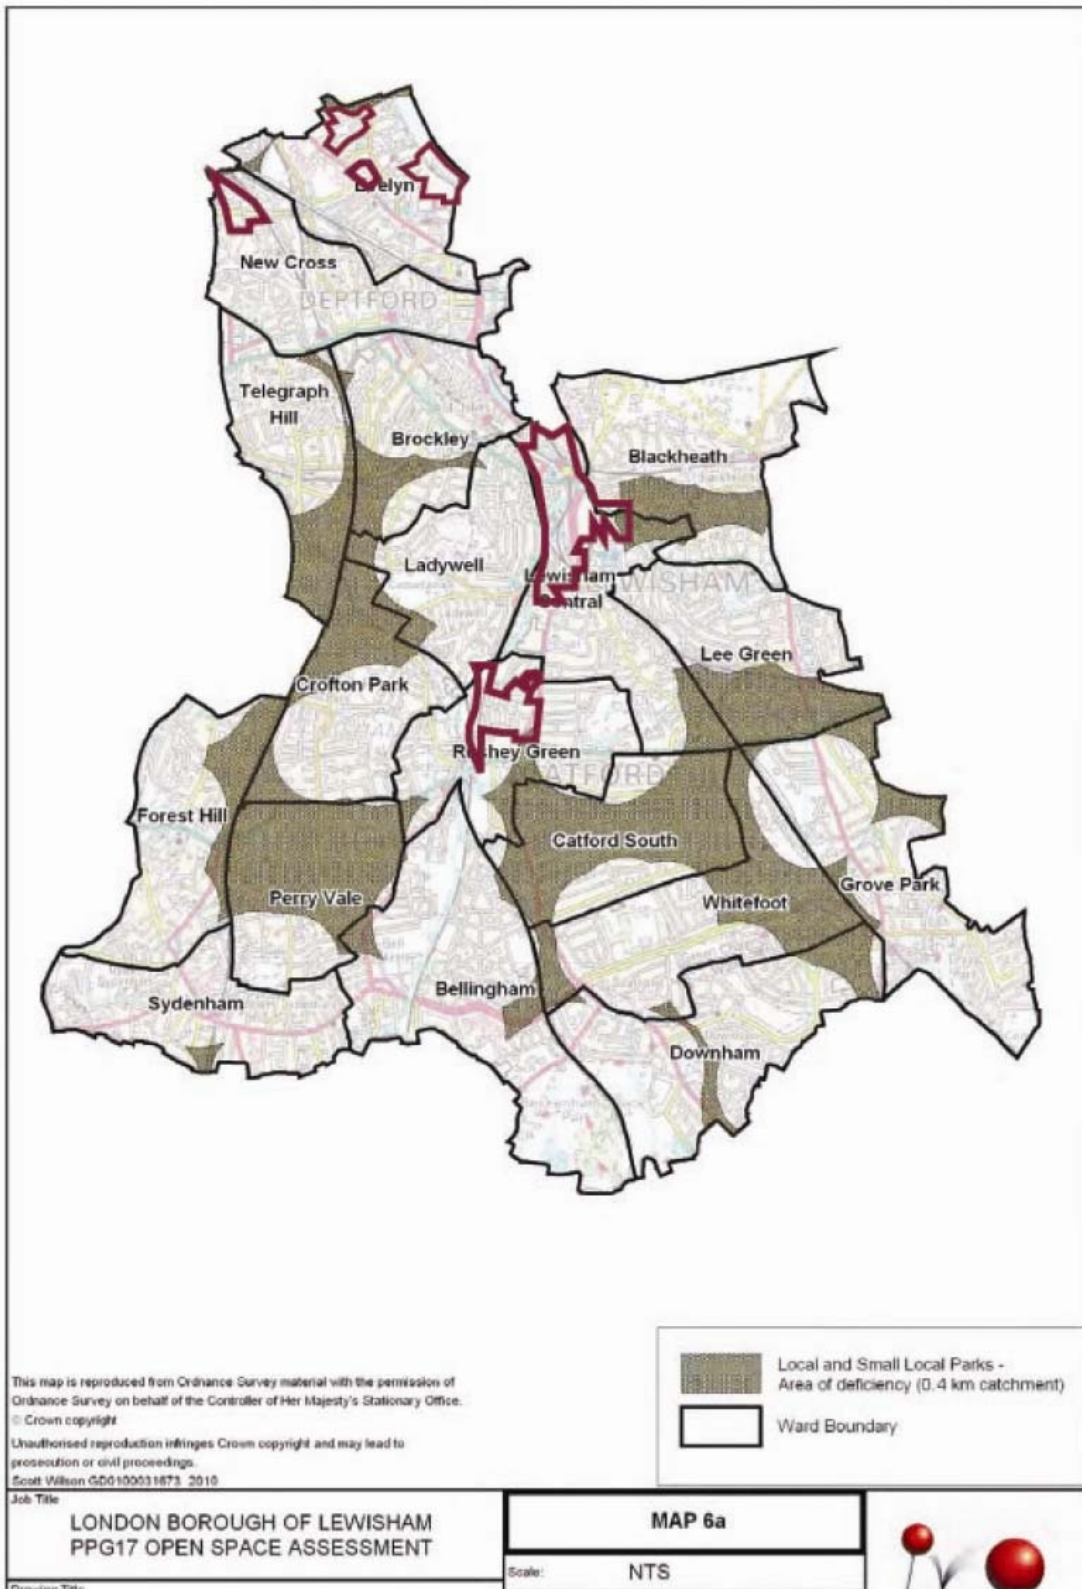 Evelyn
New Cross
DEPTFORD
Telegraph
Hill
Brockley
Blackheath
Ladywell
Lewisham
Central
LEWISHAM
Lee Green
Crofton Park
Rushey Green
CATFORD
Forest Hill
Catford South
Perry Vale
Whitefoot
Grove Park
Bellingham
Sydenham
Downham
Local and Small Local Parks -
Area of deficiency (0.4 km catchment)
Ward Boundary
This map is reproduced from Ordnance Survey material with the permission of
Ordnance Survey on behalf of the Controller of Her Majesty's Stationary Office.
© Crown copyright
Unauthorised reproduction infringes Crown copyright and may lead to
prosecution or civil proceedings.
Scott Wilson GD0100031673 2010
Job Title
LONDON BOROUGH OF LEWISHAM
PPG17 OPEN SPACE ASSESSMENT
MAP 6a
Scale: NTS
Drawing Title